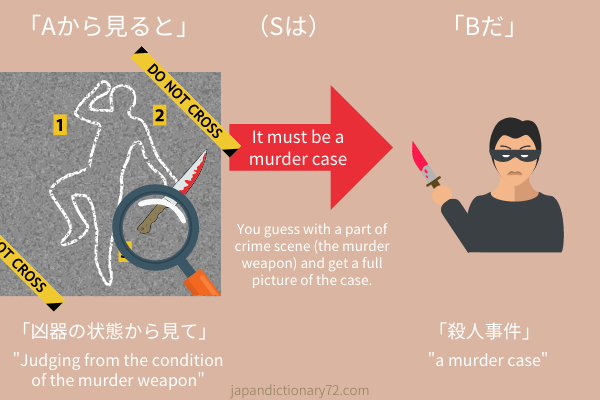 「Aから見ると」
（Sは）
「Bだ」
DO NOT CROSS
1
2
It must be a
murder case
You guess with a part of
crime scene (the murder
weapon) and get a full
picture of the case.
OT CROSS
「凶器の状態から見て」
"Judging from the condition
of the murder weapon"
「殺人事件」
"a murder case"
japandictionary72.com